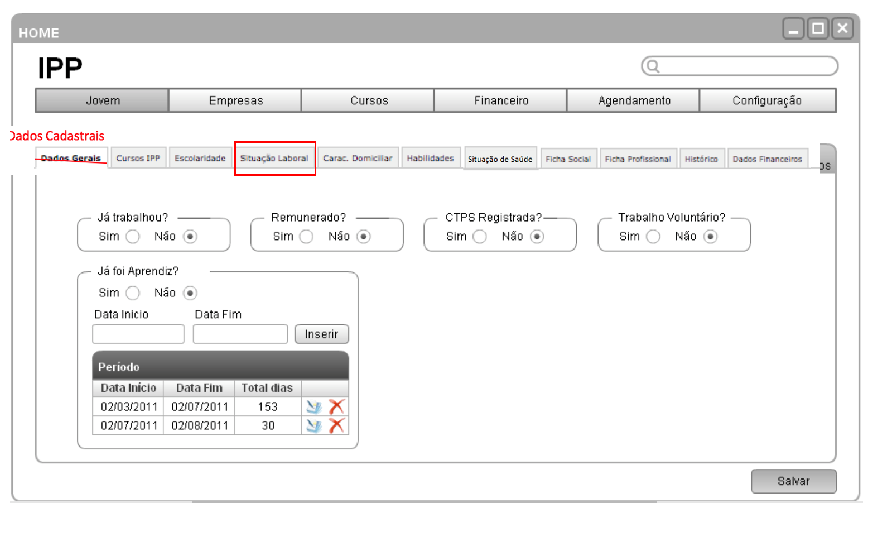 HOME
IPP
Jovem Empresas Cursos Financeiro Agendamento Configuração
Dados Cadastrais
Dados Gerais Cursos IPP Escolaridade Situação Laboral Carac. Domiciliar Habilidades Situação de Saúde Ficha Social Ficha Profissional Histórico Dados Financeiros
Já trabalhou? Remunerado? CTPS Registrada? Trabalho Voluntário?
Sim Não Sim Não Sim Não Sim Não
Já foi Aprendiz?
Sim Não
Data Inicio Data Fim
Inserir
Período
Data Início Data Fim Total dias
02/03/2011 02/07/2011 153
02/07/2011 02/08/2011 30
Salvar